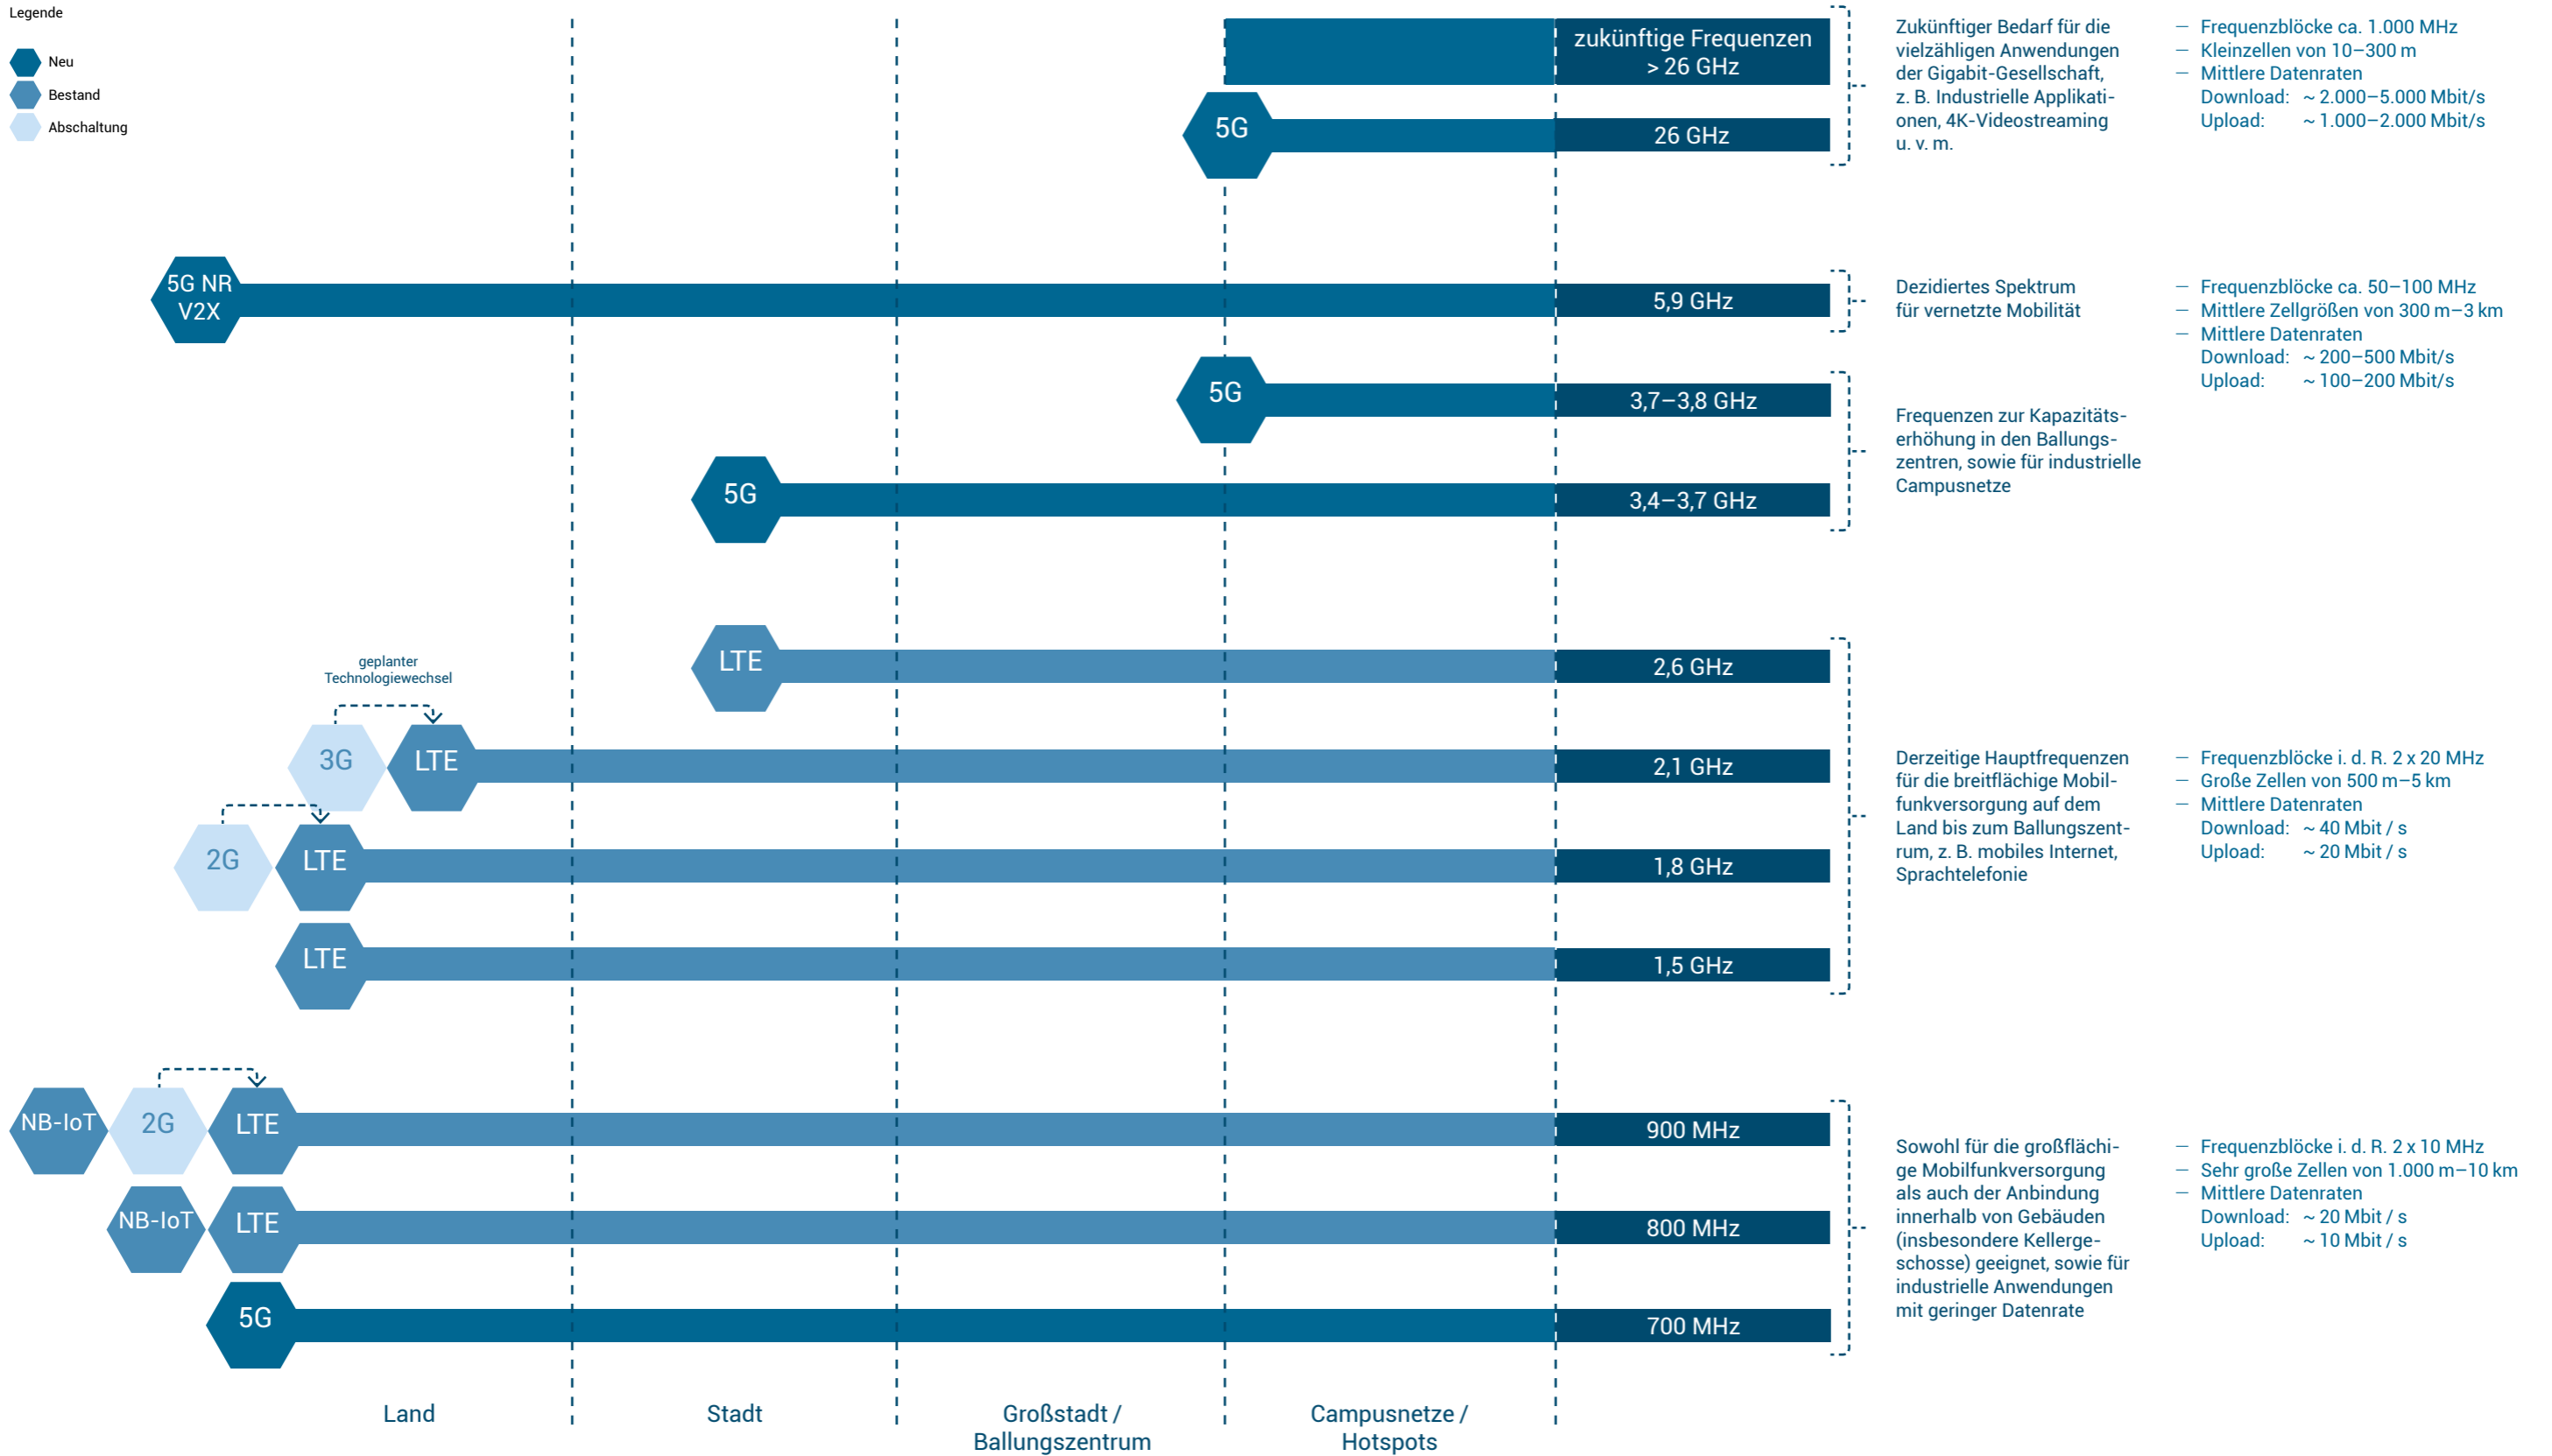 Legende
Neu
Bestand
Abschaltung
zukünftige Frequenzen
> 26 GHz
5G
26 GHz
Zukünftiger Bedarf für die
vielzähligen Anwendungen
der Gigabit-Gesellschaft,
z. B. Industrielle Applikati-
onen, 4K-Videostreaming
u. v. m.
— Frequenzblöcke ca. 1.000 MHz
— Kleinzellen von 10–300 m
— Mittlere Datenraten
Download: ~ 2.000–5.000 Mbit/s
Upload: ~ 1.000–2.000 Mbit/s
5G NR
V2X
5,9 GHz
Dezidiertes Spektrum
für vernetzte Mobilität
— Frequenzblöcke ca. 50–100 MHz
— Mittlere Zellgrößen von 300 m–3 km
— Mittlere Datenraten
Download: ~ 200–500 Mbit/s
Upload: ~ 100–200 Mbit/s
5G
3,7–3,8 GHz
5G
3,4–3,7 GHz
Frequenzen zur Kapazitäts-
erhöhung in den Ballungs-
zentren, sowie für industrielle
Campusnetze
LTE
2,6 GHz
geplanter
Technologiewechsel
3G
LTE
2,1 GHz
2G
LTE
1,8 GHz
LTE
1,5 GHz
Derzeitige Hauptfrequenzen
für die breitflächige Mobil-
funkversorgung auf dem
Land bis zum Ballungszent-
rum, z. B. mobiles Internet,
Sprachtelefonie
— Frequenzblöcke i. d. R. 2 x 20 MHz
— Große Zellen von 500 m–5 km
— Mittlere Datenraten
Download: ~ 40 Mbit / s
Upload: ~ 20 Mbit / s
NB-IoT
2G
LTE
900 MHz
NB-IoT
LTE
800 MHz
5G
700 MHz
Sowohl für die großflächi-
ge Mobilfunkversorgung
als auch der Anbindung
innerhalb von Gebäuden
(insbesondere Kellerge-
schosse) geeignet, sowie für
industrielle Anwendungen
mit geringer Datenrate
— Frequenzblöcke i. d. R. 2 x 10 MHz
— Sehr große Zellen von 1.000 m–10 km
— Mittlere Datenraten
Download: ~ 20 Mbit / s
Upload: ~ 10 Mbit / s
Land
Stadt
Großstadt /
Ballungszentrum
Campusnetze /
Hotspots